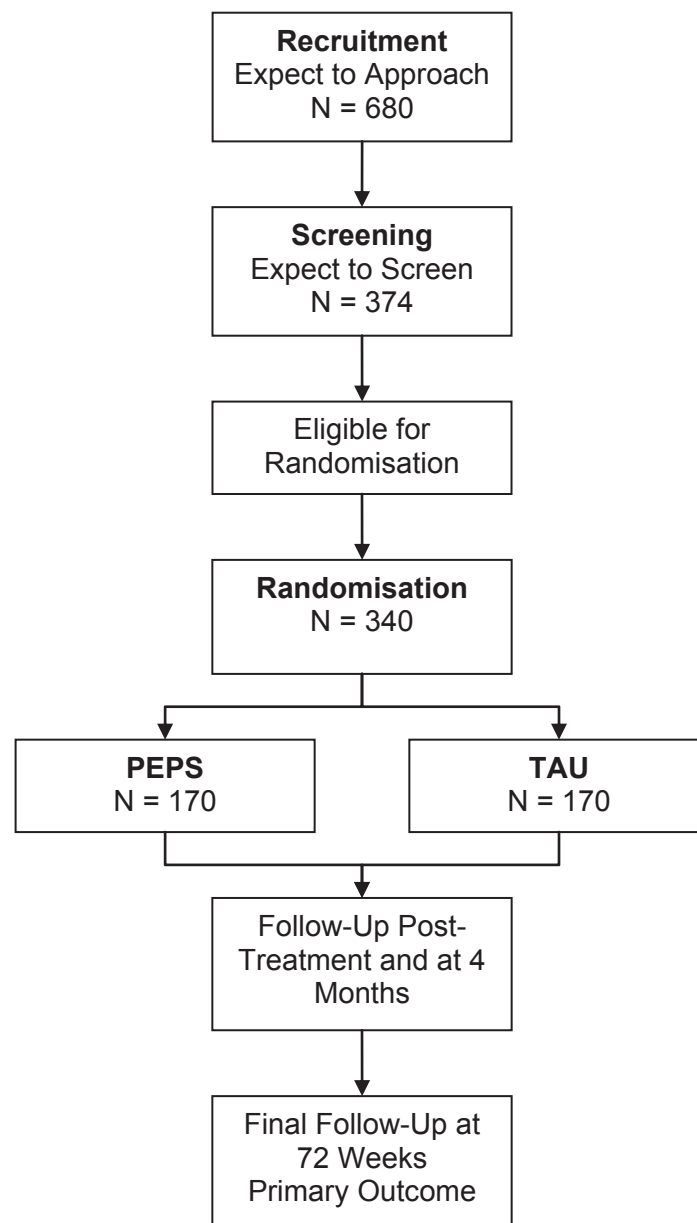 Recruitment
Expect to Approach
N = 680
Screening
Expect to Screen
N = 374
Eligible for
Randomisation
Randomisation
N = 340
PEPS
N = 170
TAU
N = 170
Follow-Up Post-
Treatment and at 4
Months
Final Follow-Up at
72 Weeks
Primary Outcome